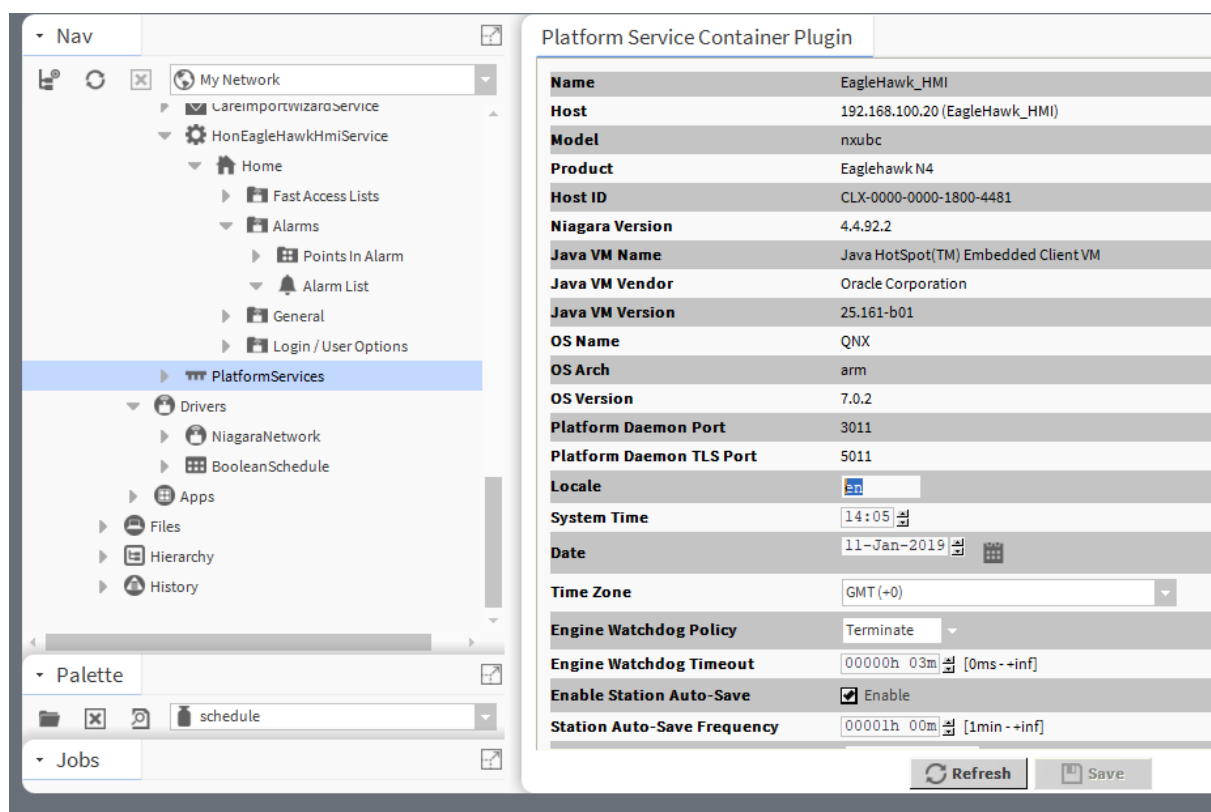 Nav
My Network
CareImportWizardService
HonEagleHawkHmiService
Home
Fast Access Lists
Alarms
Points In Alarm
Alarm List
General
Login / User Options
PlatformServices
Drivers
NiagaraNetwork
BooleanSchedule
Apps
Files
Hierarchy
History
Palette
schedule
Jobs
Platform Service Container Plugin
Name EagleHawk_HMI
Host 192.168.100.20 (EagleHawk_HMI)
Model nxubc
Product Eaglehawk N4
Host ID CLX-0000-0000-1800-4481
Niagara Version 4.4.92.2
Java VM Name Java HotSpot(TM) Embedded Client VM
Java VM Vendor Oracle Corporation
Java VM Version 25.161-b01
OS Name QNX
OS Arch arm
OS Version 7.0.2
Platform Daemon Port 3011
Platform Daemon TLS Port 5011
Locale en
System Time 14:05
Date 11-Jan-2019
Time Zone GMT (+0)
Engine Watchdog Policy Terminate
Engine Watchdog Timeout 00000h 03m [0ms - +inf]
Enable Station Auto-Save Enable
Station Auto-Save Frequency 00001h 00m [1min - +inf]
Refresh Save